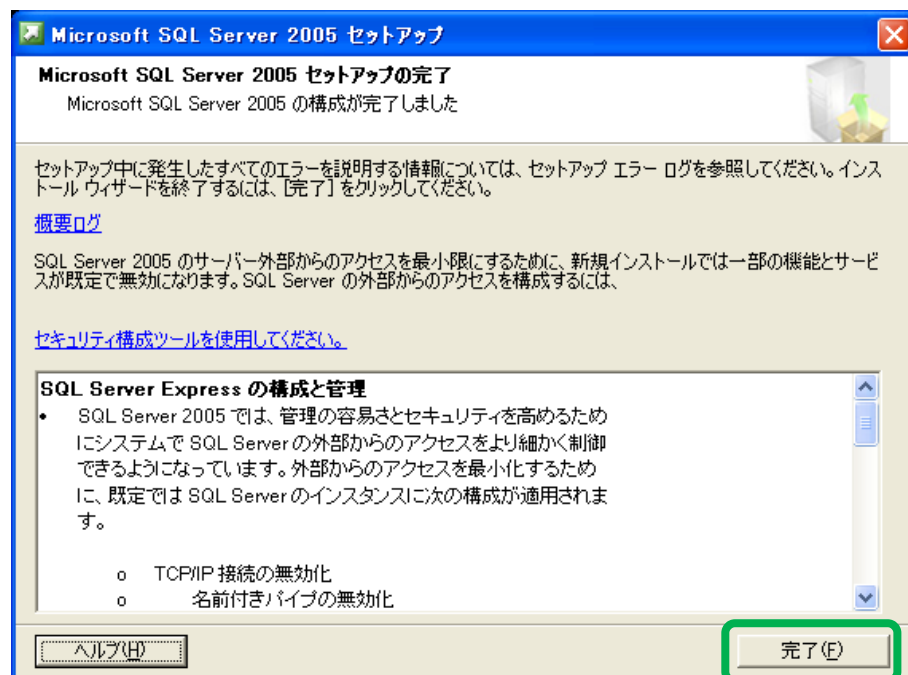 Microsoft SQL Server 2005 セットアップ
Microsoft SQL Server 2005 セットアップの完了
Microsoft SQL Server 2005 の構成が完了しました
セットアップ中に発生したすべてのエラーを説明する情報については、セットアップ エラー ログを参照してください。インス
トール ウィザードを終了するには、[完了] をクリックしてください。
概要ログ
SQL Server 2005 のサーバー外部からのアクセスを最小限にするために、新規インストールでは一部の機能とサービ
スが既定で無効になります。SQL Server の外部からのアクセスを構成するには、
セキュリティ構成ツールを使用してください。
SQL Server Express の構成と管理
• SQL Server 2005 では、管理の容易さとセキュリティを高めるため
にシステムで SQL Server の外部からのアクセスをより細かく制御
できるようになっています。外部からのアクセスを最小化するため
に、既定では SQL Server のインスタンスに次の構成が適用されま
す。
o TCP/IP 接続の無効化
o 名前付きパイプの無効化
ヘルプ(H)
完了(F)